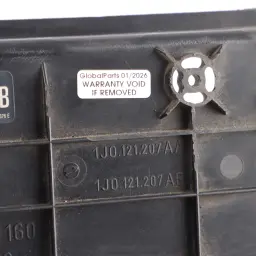 GlobalParts 01/2026
WARRANTY VOID
IF REMOVED
B
1J0.121.207 A
1J0.121.207 AF
160